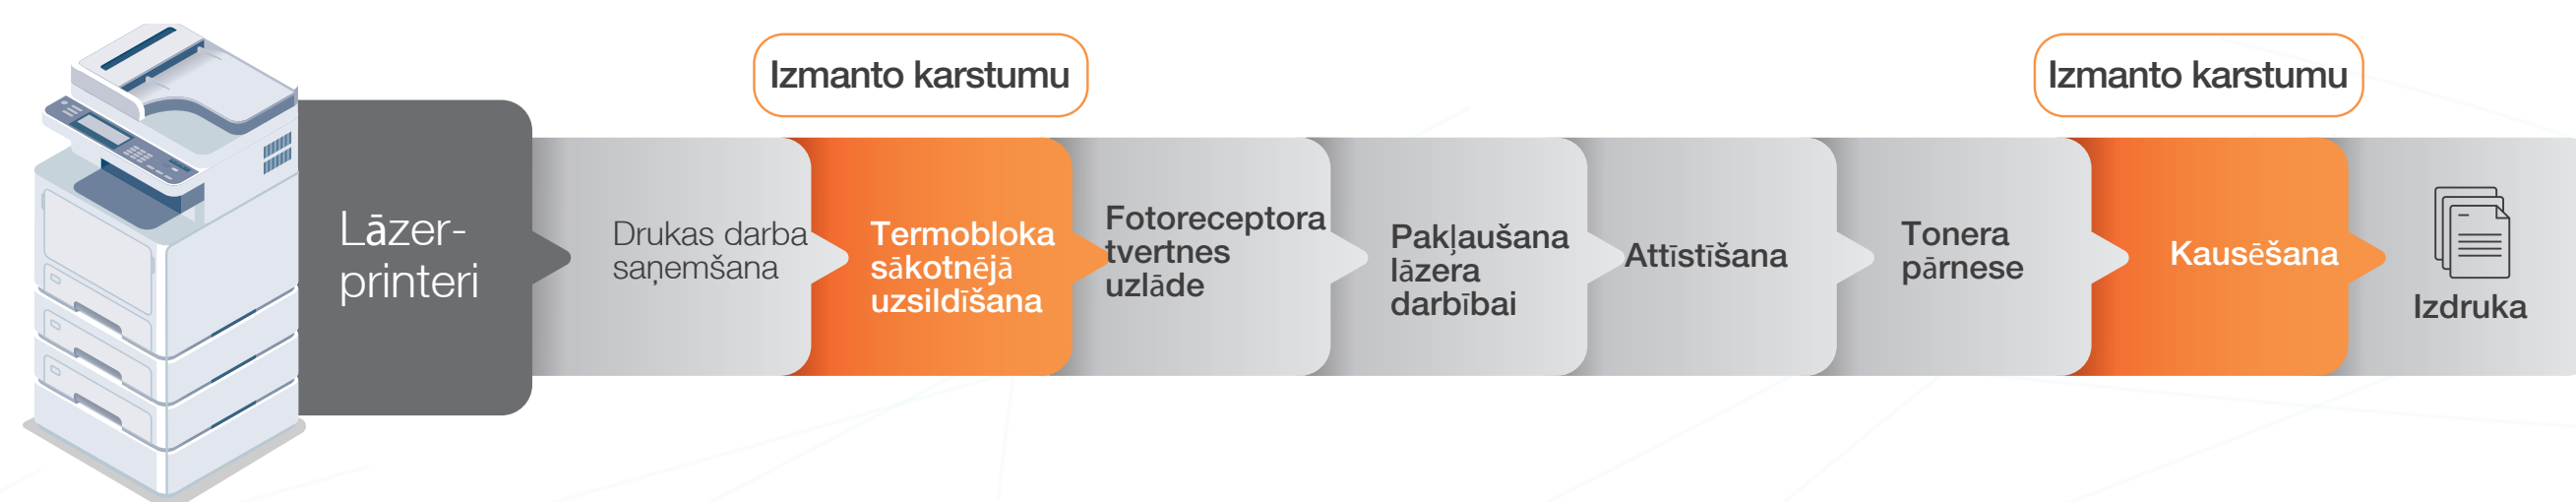 Izmanto karstumu
Izmanto karstumu
Lāzer-
printeri
Drukas darba
saņemšana
Termobloka
sākotnējā
uzsildīšana
Fotoreceptora
tvertnes
uzlāde
Pakļaušana
lāzera
darbībai
Attīstīšana
Tonera
pārnese
Kausēšana
Izdruka